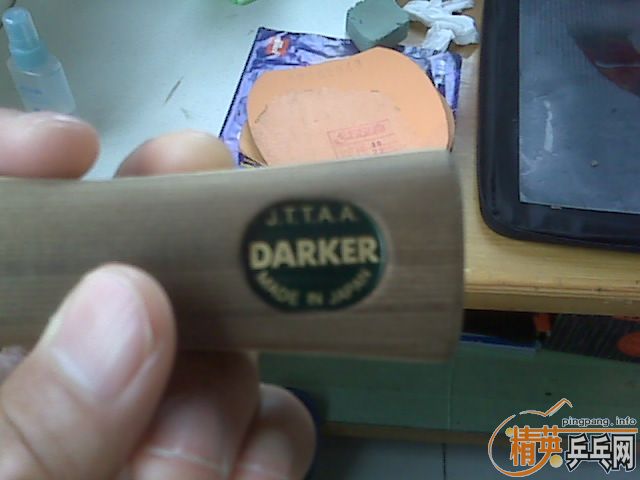 J.T.T.A.A.
DARKER
MADE IN JAPAN
pingpang.info
精英乒乓网